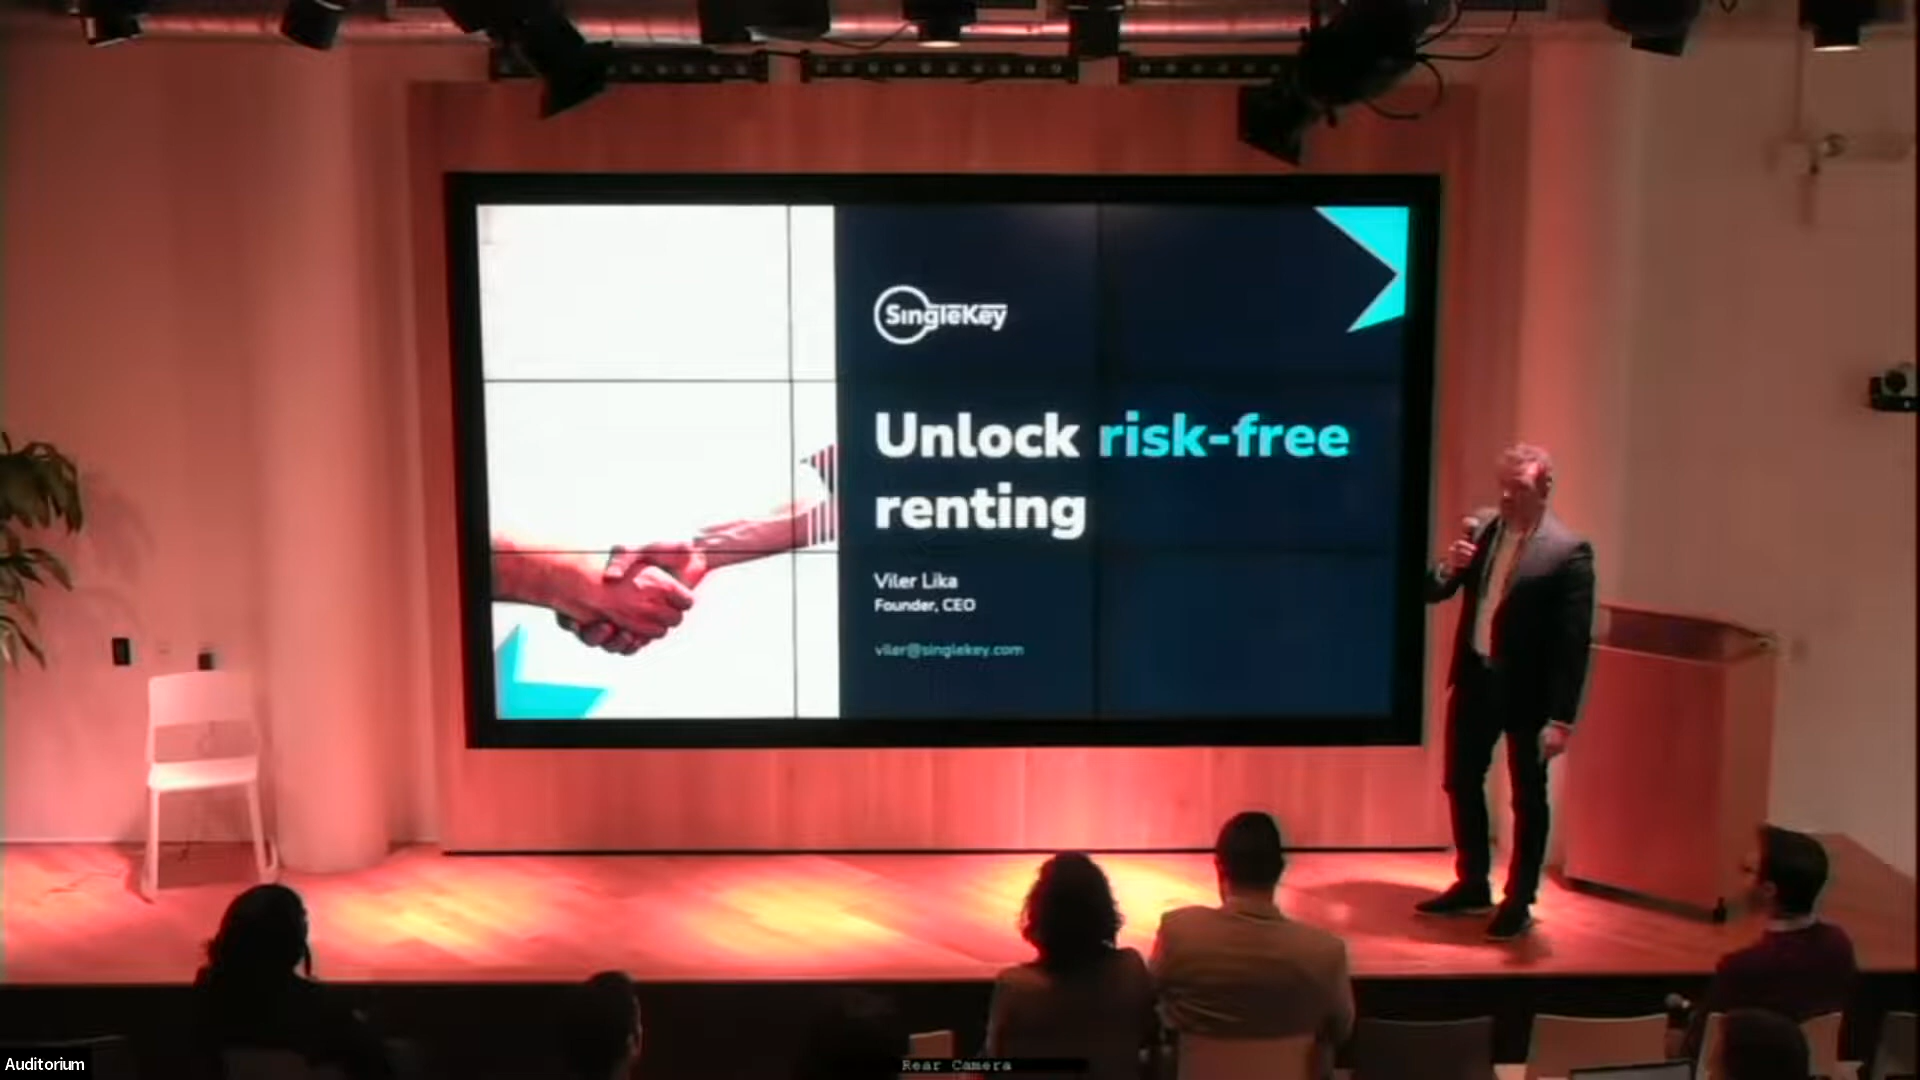 SingleKey
Unlock risk-free
renting
Viler Lika
Founder, CEO
viler@singlekey.com
Auditorium
Rear Camera